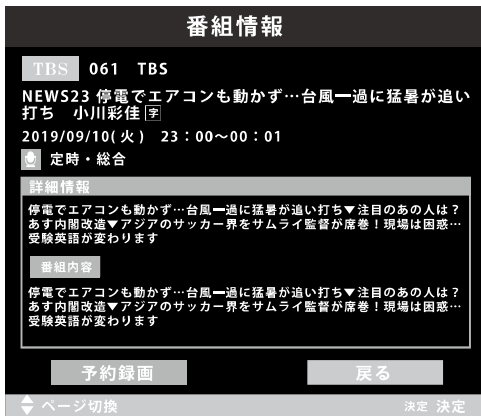 番組情報
TBS 061 TBS
NEWS23 停電でエアコンも動かず…台風一過に猛暑が追い
打ち 小川彩佳字
2019/09/10(火) 23：00～00：01
定時・総合
詳細情報
停電でエアコンも動かず…台風一過に猛暑が追い打ち▼注目のあの人は？
あす内閣改造▼アジアのサッカー界をサムライ監督が席巻！現場は困惑…
受験英語が変わります
番組内容
停電でエアコンも動かず…台風一過に猛暑が追い打ち▼注目のあの人は？
あす内閣改造▼アジアのサッカー界をサムライ監督が席巻！現場は困惑…
受験英語が変わります
予約録画 戻る
ページ切換 決定 決定